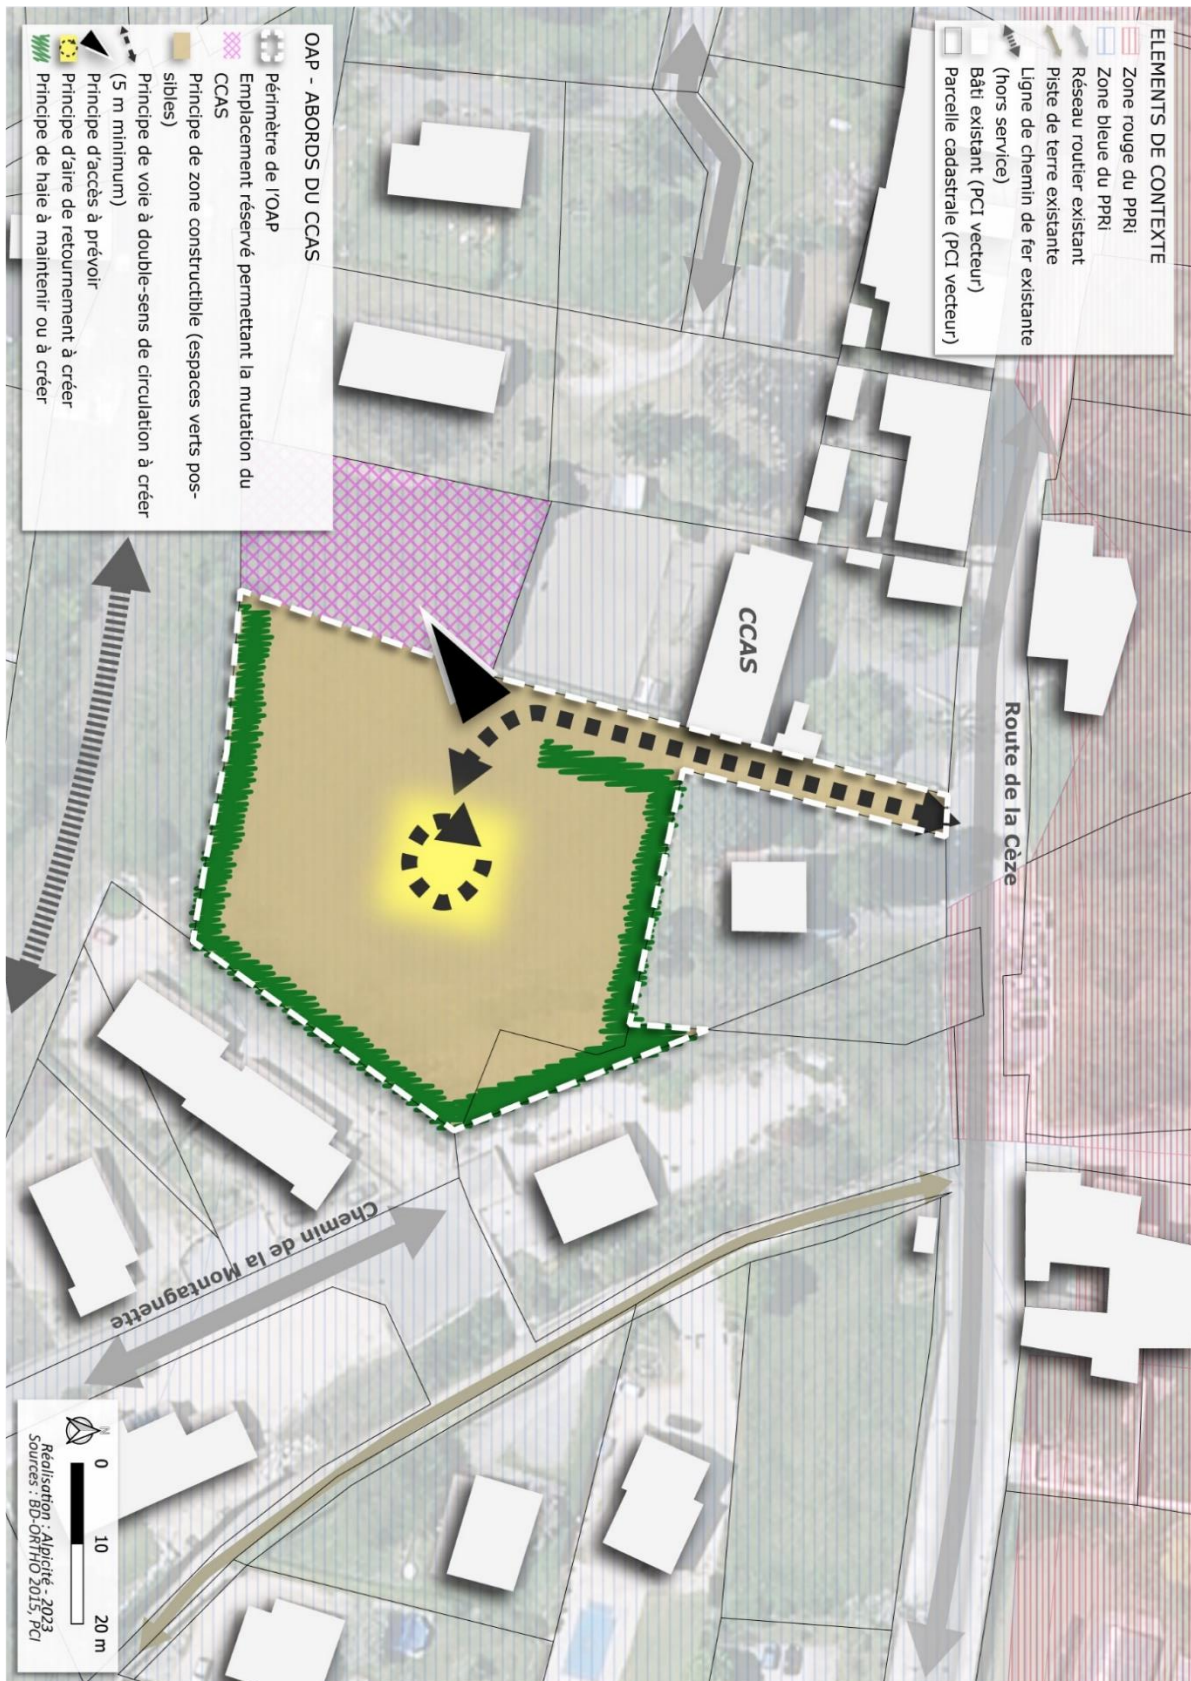 ELEMENTS DE CONTEXTE
Zone rouge du PPRi
Zone bleue du PPRi
Réseau routier existant
Piste de terre existante
Ligne de chemin de fer existante
(hors service)
Bâti existant (PCI vecteur)
Parcelle cadastrale (PCI vecteur)
Route de la Cèze
CCAS
OAP - ABORDS DU CCAS
Périmètre de l'OAP
Emplacement réservé permettant la mutation du
CCAS
Principe de zone constructible (espaces verts pos-
sibles)
Principe de voie à double-sens de circulation à créer
(5 m minimum)
Principe d'accès à prévoir
Principe d'aire de retournement à créer
Principe de haie à maintenir ou à créer
Chemin de la Montagnette
N
0 10 20 m
Réalisation : Alpicité - 2023
Sources : BD-ORTHO 2015, PCI